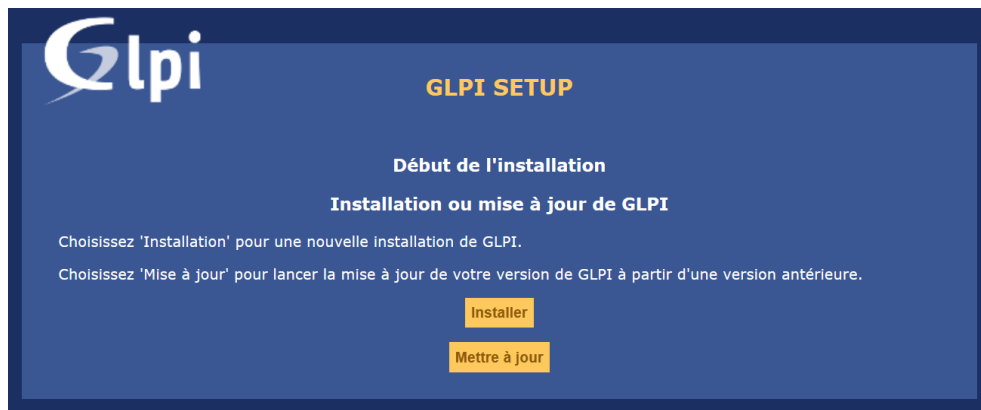 Glpi
GLPI SETUP
Début de l'installation
Installation ou mise à jour de GLPI
Choisissez 'Installation' pour une nouvelle installation de GLPI.
Choisissez 'Mise à jour' pour lancer la mise à jour de votre version de GLPI à partir d'une version antérieure.
Installer
Mettre à jour